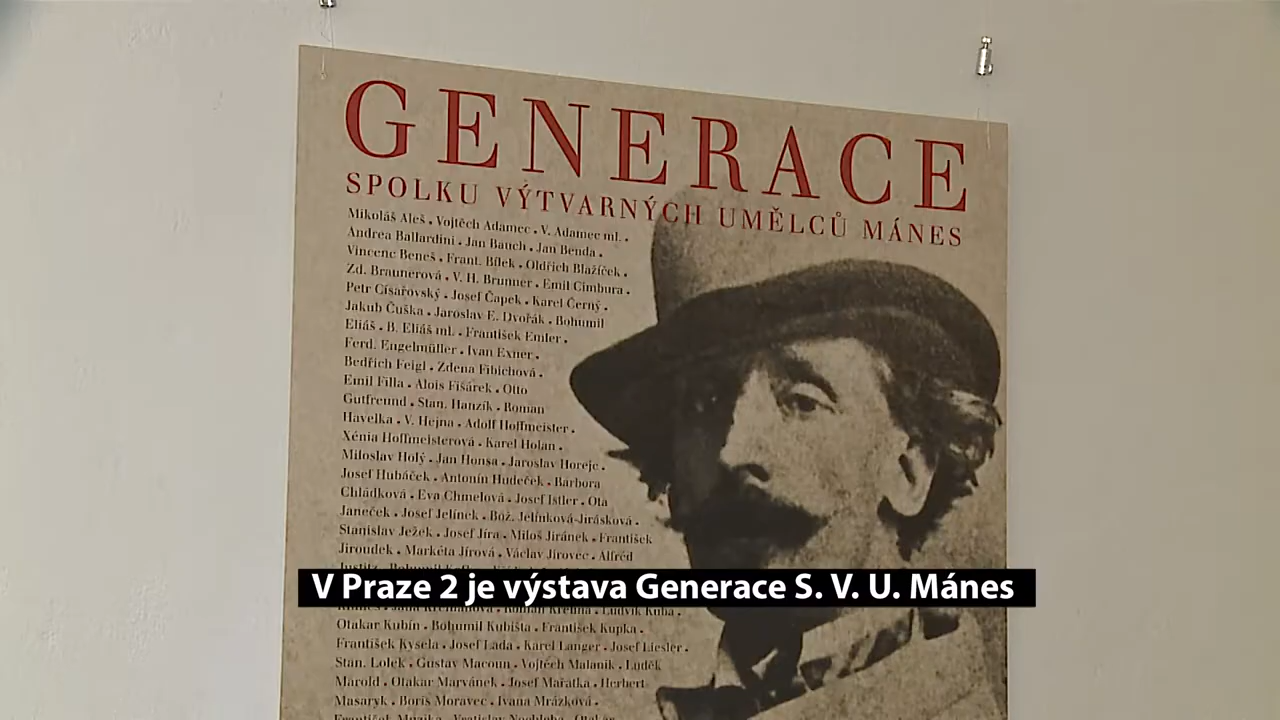 GENERACE
SPOLKU VÝTVARNÝCH UMĚLCŮ MÁNES
Mikoláš Aleš • Vojtěch Adamec • V. Adamec ml. •
Andrea Ballardini • Jan Bauch • Jan Benda •
Vincenc Beneš • Frant. Bílek • Oldřich Blažíček •
Zd. Braunerová • V. H. Brunner • Emil Cimbura •
Petr Císařovský • Josef Čapek • Karel Černý •
Jakub Čuška • Jaroslav E. Dvořák • Bohumil
Eliáš • B. Eliáš ml. • František Emler •
Ferd. Engelmüller • Ivan Exner •
Bedřich Feigl • Zdena Fibichová •
Emil Filla • Alois Fišárek • Otto
Gutfreund • Stan. Hanzík • Roman
Havelka • V. Hejna • Adolf Hoffmeister •
Xénia Hoffmeisterová • Karel Holan •
Miloslav Holý • Jan Honsa • Jaroslav Horejc •
Josef Hubáček • Antonín Hudeček • Barbora
Chládková • Eva Chmelová • Josef Istler • Ota
Janeček • Josef Jelínek • Bož. Jelínková-Jirásková •
Stanislav Ježek • Josef Jíra • Miloš Jiránek • František
Jiroudek • Markéta Jírová • Václav Jirovec • Alfréd
V Praze 2 je výstava Generace S. V. U. Mánes
Ludvík Kuba •
Otakar Kubín • Bohumil Kubišta • František Kupka •
František Kysela • Josef Lada • Karel Langer • Josef Liesler •
Stan. Lolek • Gustav Macoun • Vojtěch Malaník • Luděk
Marold • Otakar Marvánek • Josef Mařatka • Herbert
Masaryk • Boris Moravec • Ivana Mrázková •